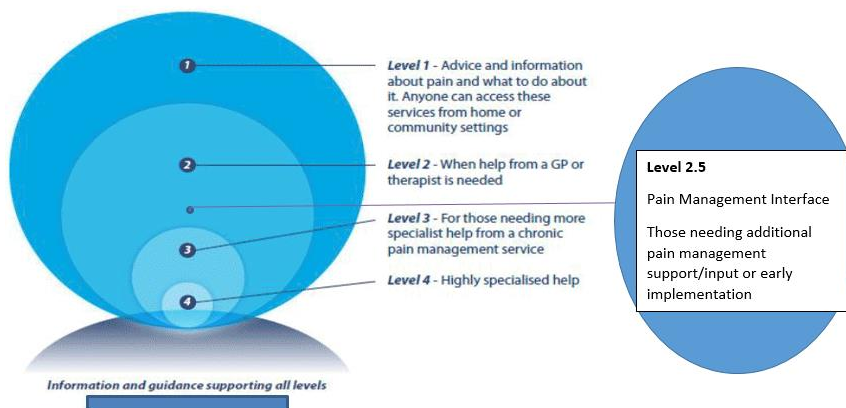 1
Level 1 - Advice and information
about pain and what to do about
it. Anyone can access these
services from home or
community settings
2
Level 2 - When help from a GP or
therapist is needed
Level 2.5
Pain Management Interface
Those needing additional
pain management
support/input or early
implementation
3
Level 3 - For those needing more
specialist help from a chronic
pain management service
4
Level 4 - Highly specialised help
Information and guidance supporting all levels